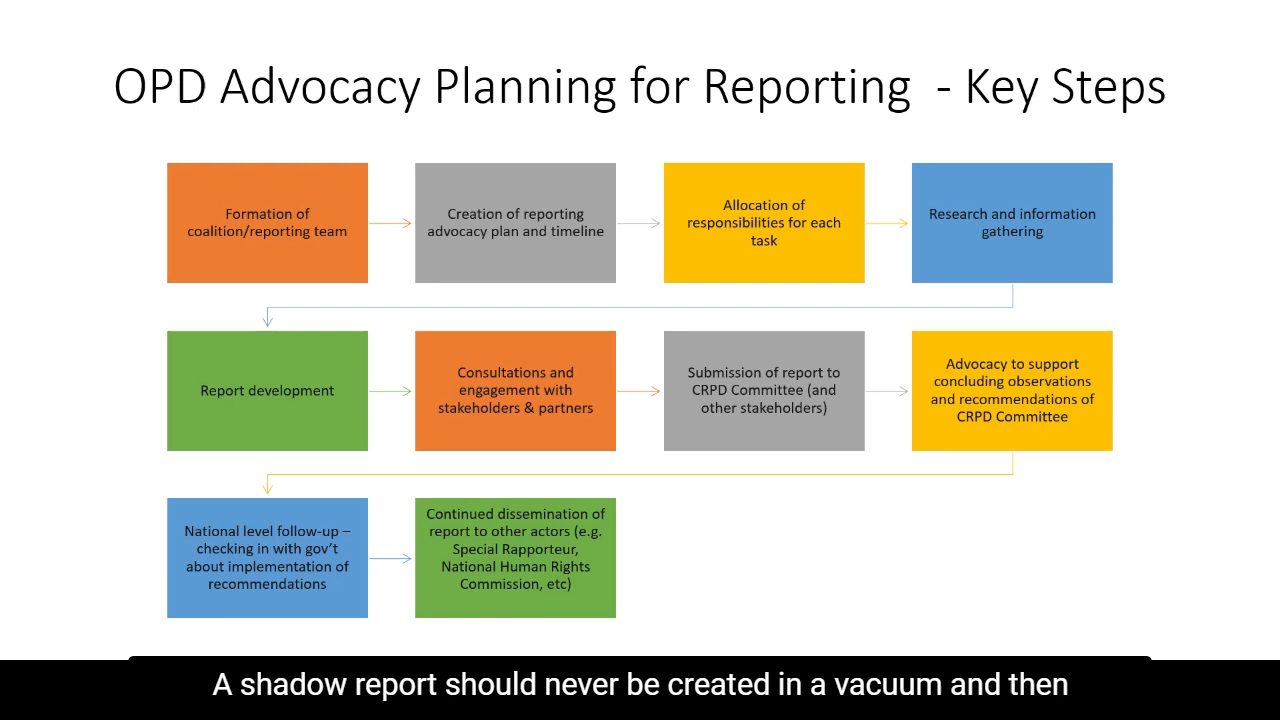 OPD Advocacy Planning for Reporting - Key Steps
Formation of
coalition/reporting team
Creation of reporting
advocacy plan and timeline
Allocation of
responsibilities for each
task
Research and information
gathering
Report development
Consultations and
engagement with
stakeholders & partners
Submission of report to
CRPD Committee (and
other stakeholders)
Advocacy to support
concluding observations
and recommendations of
CRPD Committee
National level follow-up –
checking in with gov’t
about implementation of
recommendations
Continued dissemination of
report to other actors (e.g.
Special Rapporteur,
National Human Rights
Commission, etc)
A shadow report should never be created in a vacuum and then